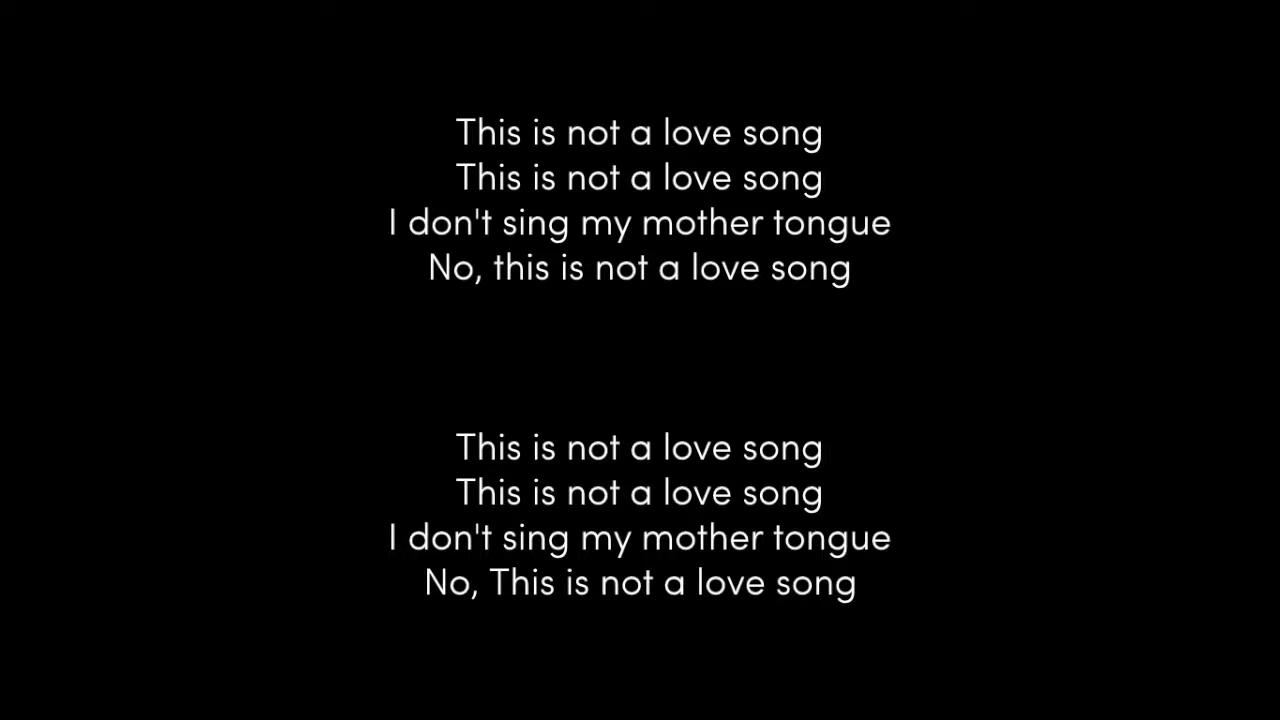 This is not a love song
This is not a love song
I don't sing my mother tongue
No, this is not a love song
This is not a love song
This is not a love song
I don't sing my mother tongue
No, This is not a love song